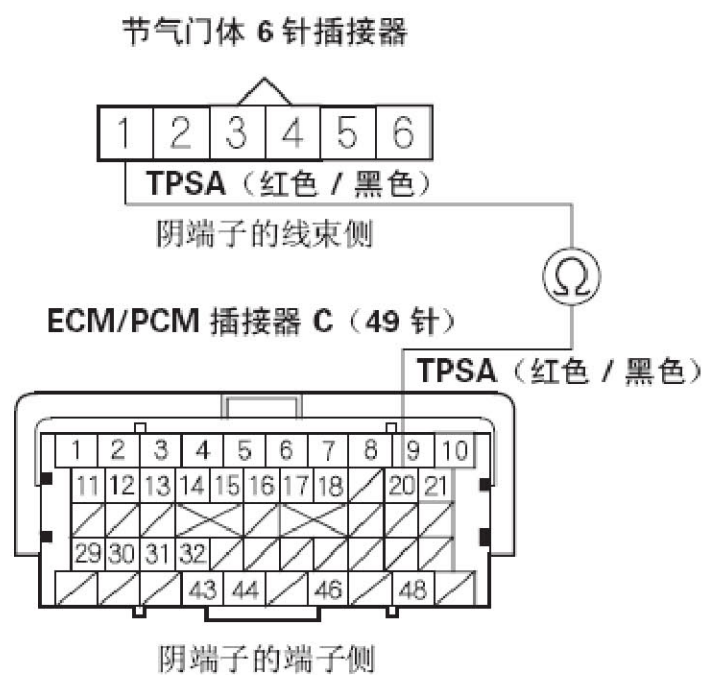 节气门体 6 针插接器
1 2 3 4 5 6
TPSA（红色 / 黑色）
阴端子的线束侧
Ω
ECM/PCM 插接器 C（49 针）
TPSA（红色 / 黑色）
1 2 3 4 5 6 7 8 9 10
11 12 13 14 15 16 17 18 20 21
29 30 31 32
43 44 46 48
阴端子的端子侧